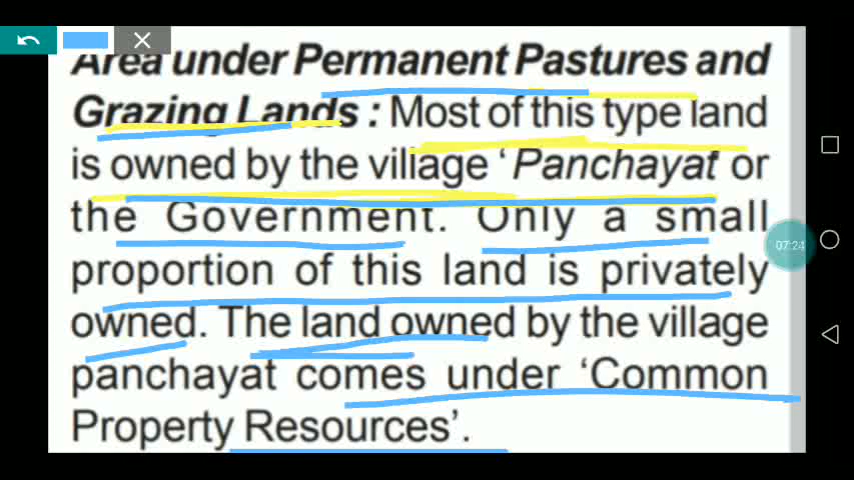 Area under Permanent Pastures and
Grazing Lands : Most of this type land
is owned by the village ‘Panchayat or
the Government. Only a small
proportion of this land is privately
owned. The land owned by the village
panchayat comes under ‘Common
Property Resources’.
07:24